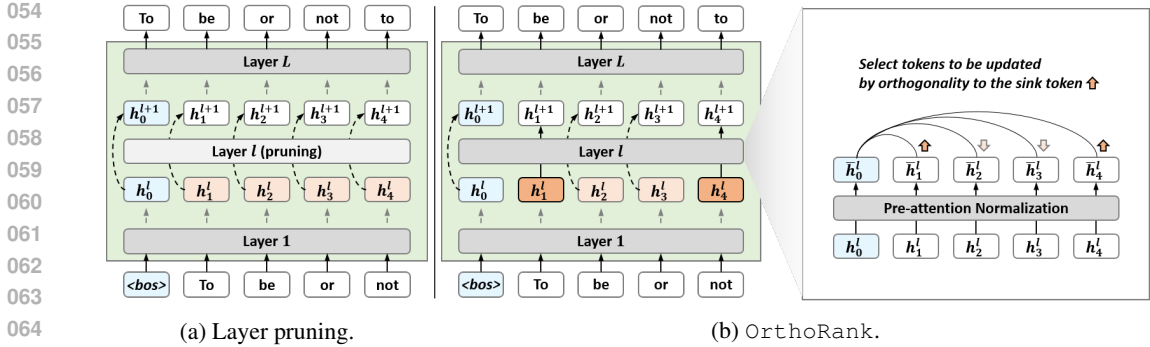 054
055
056
057
058
059
060
061
062
063
064
To be or not to
Layer L
h_0^{l+1} h_1^{l+1} h_2^{l+1} h_3^{l+1} h_4^{l+1}
Layer l (pruning)
h_0^l h_1^l h_2^l h_3^l h_4^l
Layer 1
<bos> To be or not
(a) Layer pruning.
To be or not to
Layer L
h_0^{l+1} h_1^{l+1} h_2^{l+1} h_3^{l+1} h_4^{l+1}
Layer l
h_0^l h_1^l h_2^l h_3^l h_4^l
Layer 1
<bos> To be or not
Select tokens to be updated
by orthogonality to the sink token
h̄_0^l h̄_1^l h̄_2^l h̄_3^l h̄_4^l
Pre-attention Normalization
h_0^l h_1^l h_2^l h_3^l h_4^l
(b) OrthoRank.